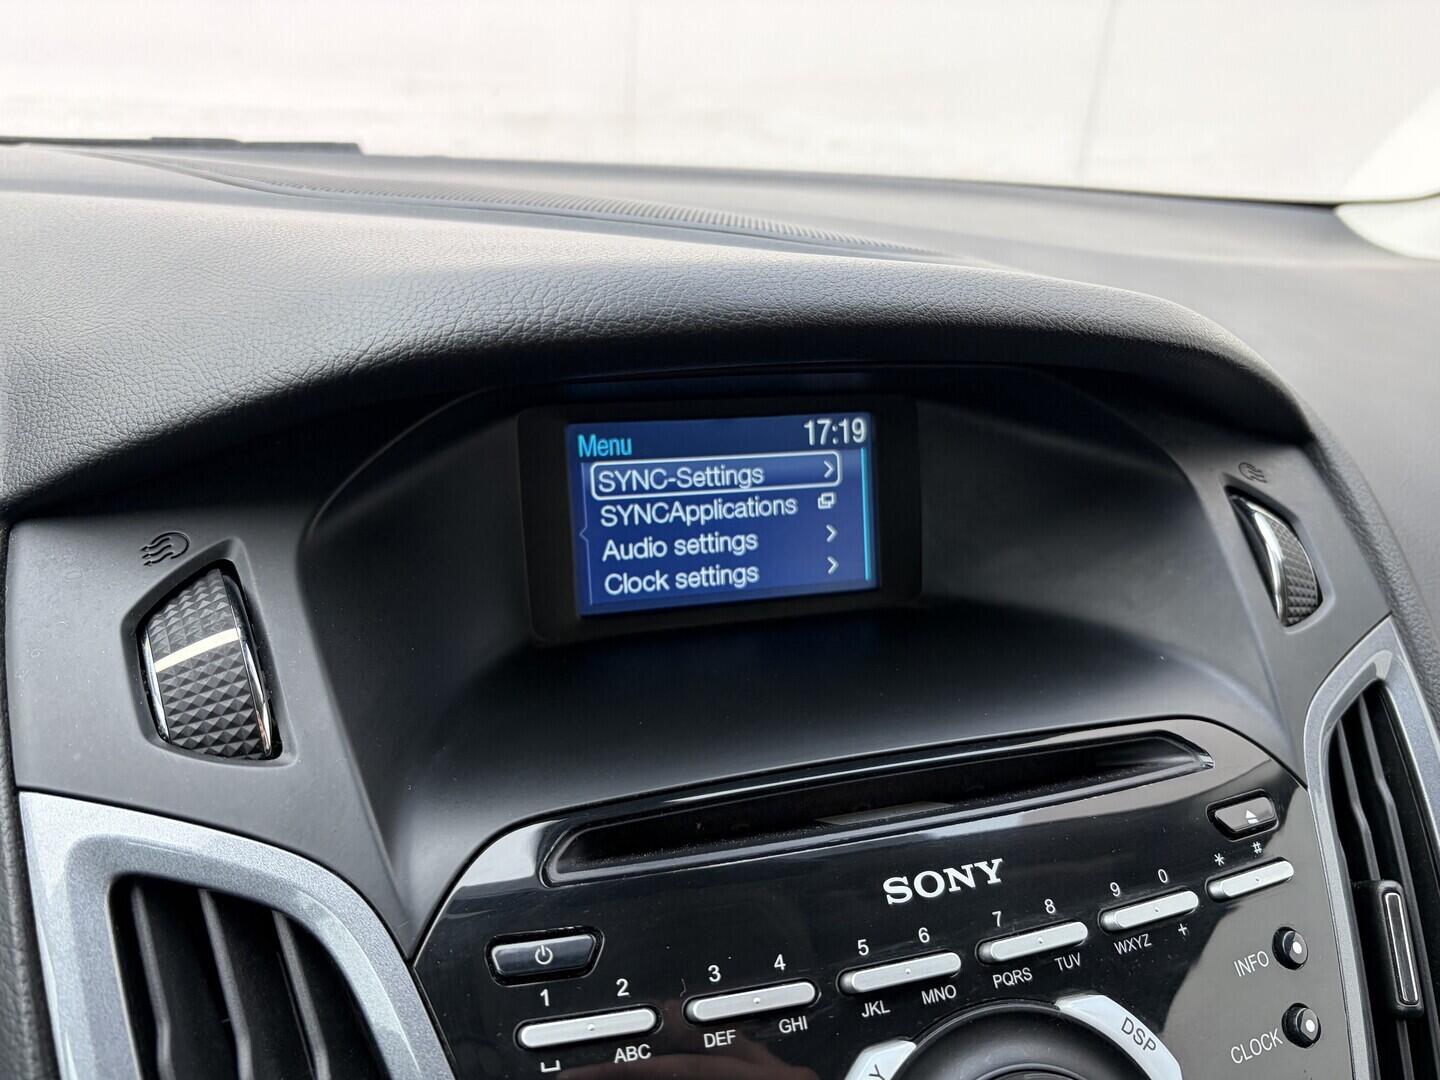 17:19
Menu
SYNC-Settings
SYNCApplications
Audio settings
Clock settings
SONY
1 2 3 4 5 6 7 8 9 0 * #
ABC DEF GHI JKL MNO PQRS TUV WXYZ +
INFO
CLOCK
DSP